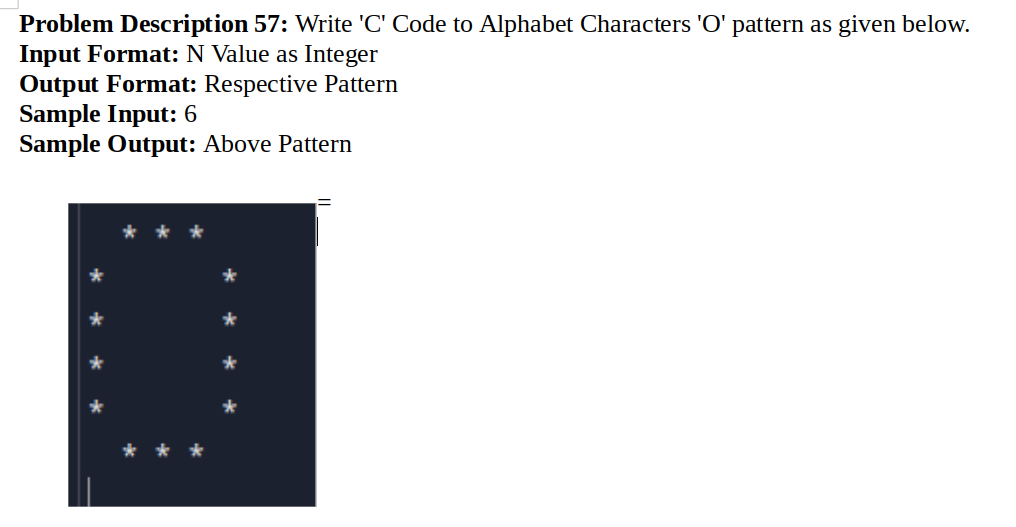 Problem Description 57: Write 'C' Code to Alphabet Characters 'O' pattern as given below.
Input Format: N Value as Integer
Output Format: Respective Pattern
Sample Input: 6
Sample Output: Above Pattern
=
  * * *
*       *
*       *
*       *
*       *
  * * *